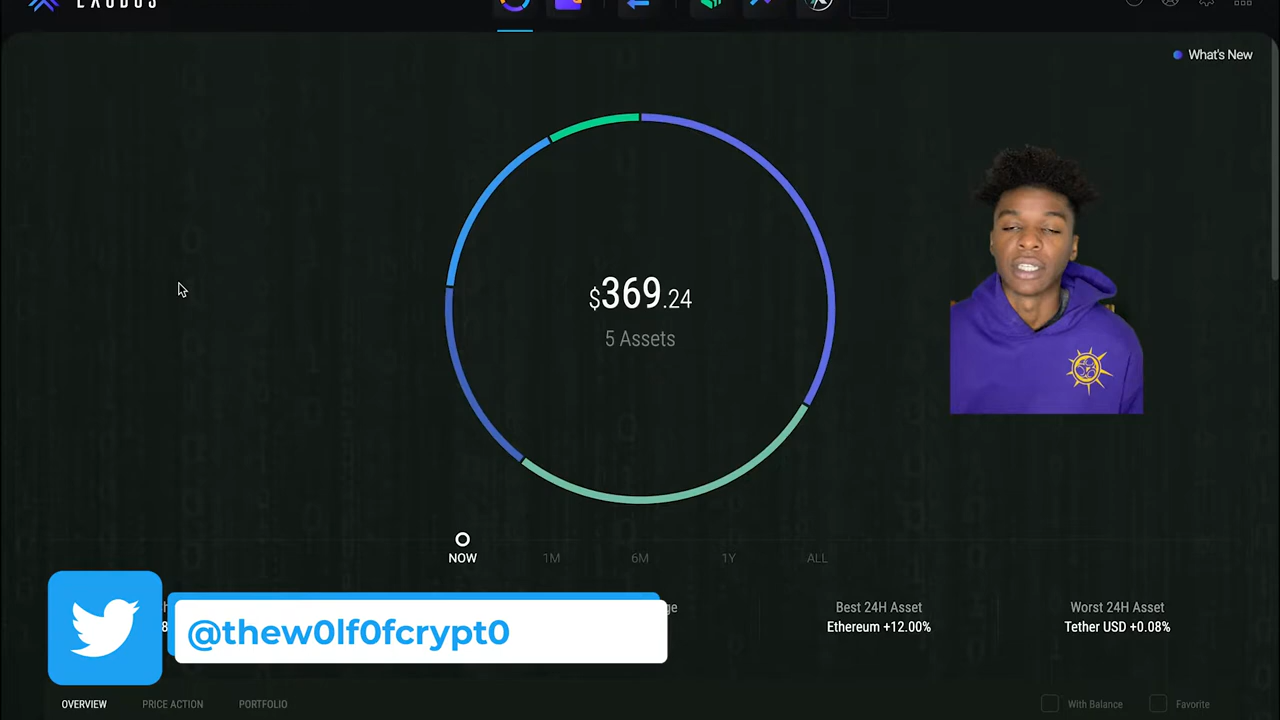 EXODUS
What's New
$369.24
5 Assets
NOW 1M 6M 1Y ALL
Best 24H Asset
Ethereum +12.00%
Worst 24H Asset
Tether USD +0.08%
@thew0lf0fcrypt0
OVERVIEW PRICE ACTION PORTFOLIO With Balance Favorite